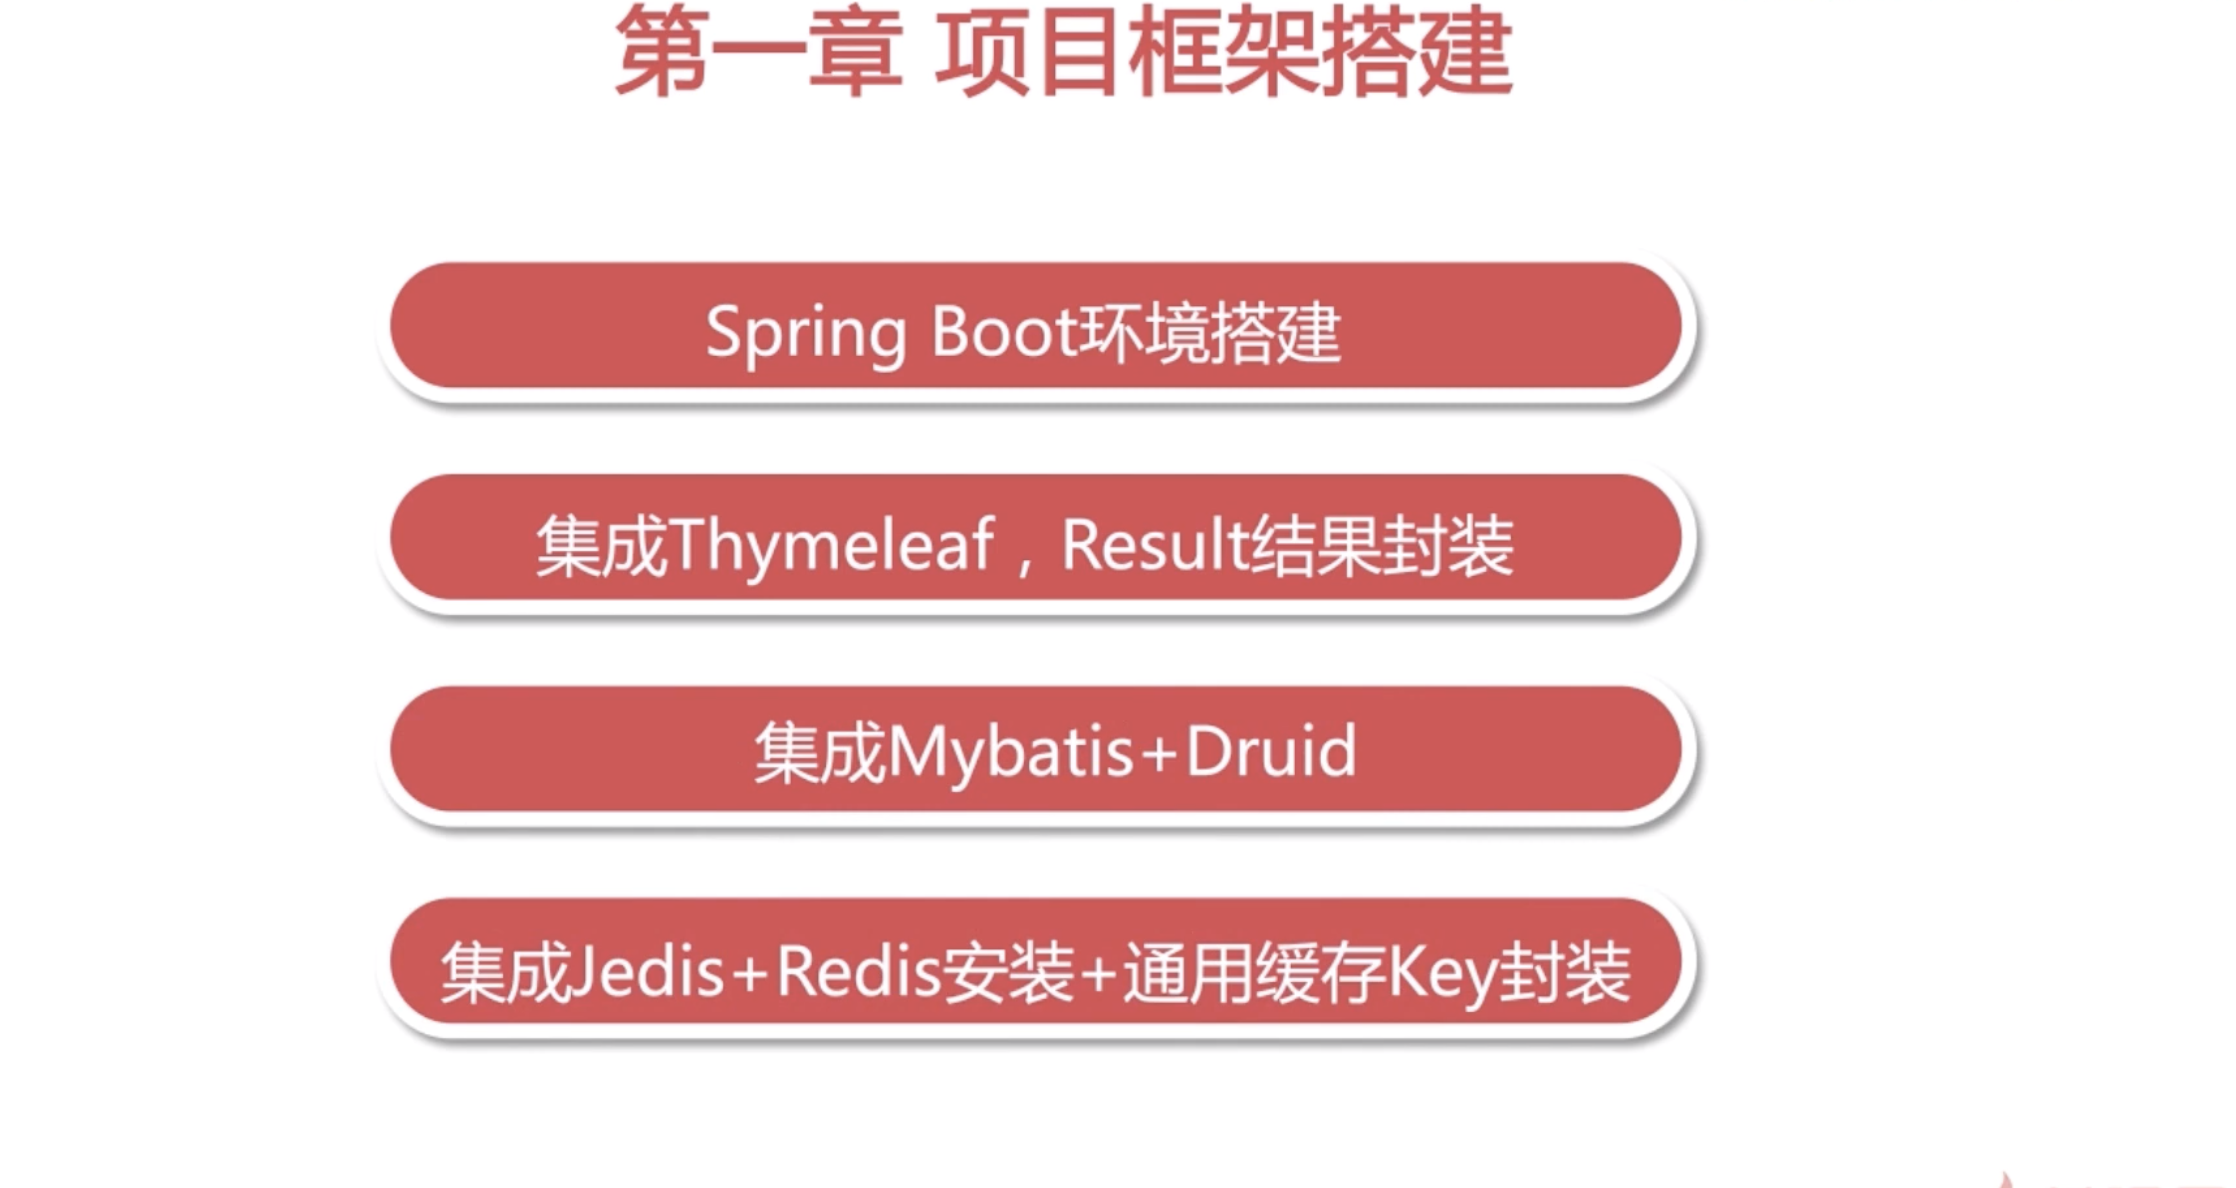 第一章 项目框架搭建
Spring Boot环境搭建
集成Thymeleaf，Result结果封装
集成Mybatis+Druid
集成Jedis+Redis安装+通用缓存Key封装